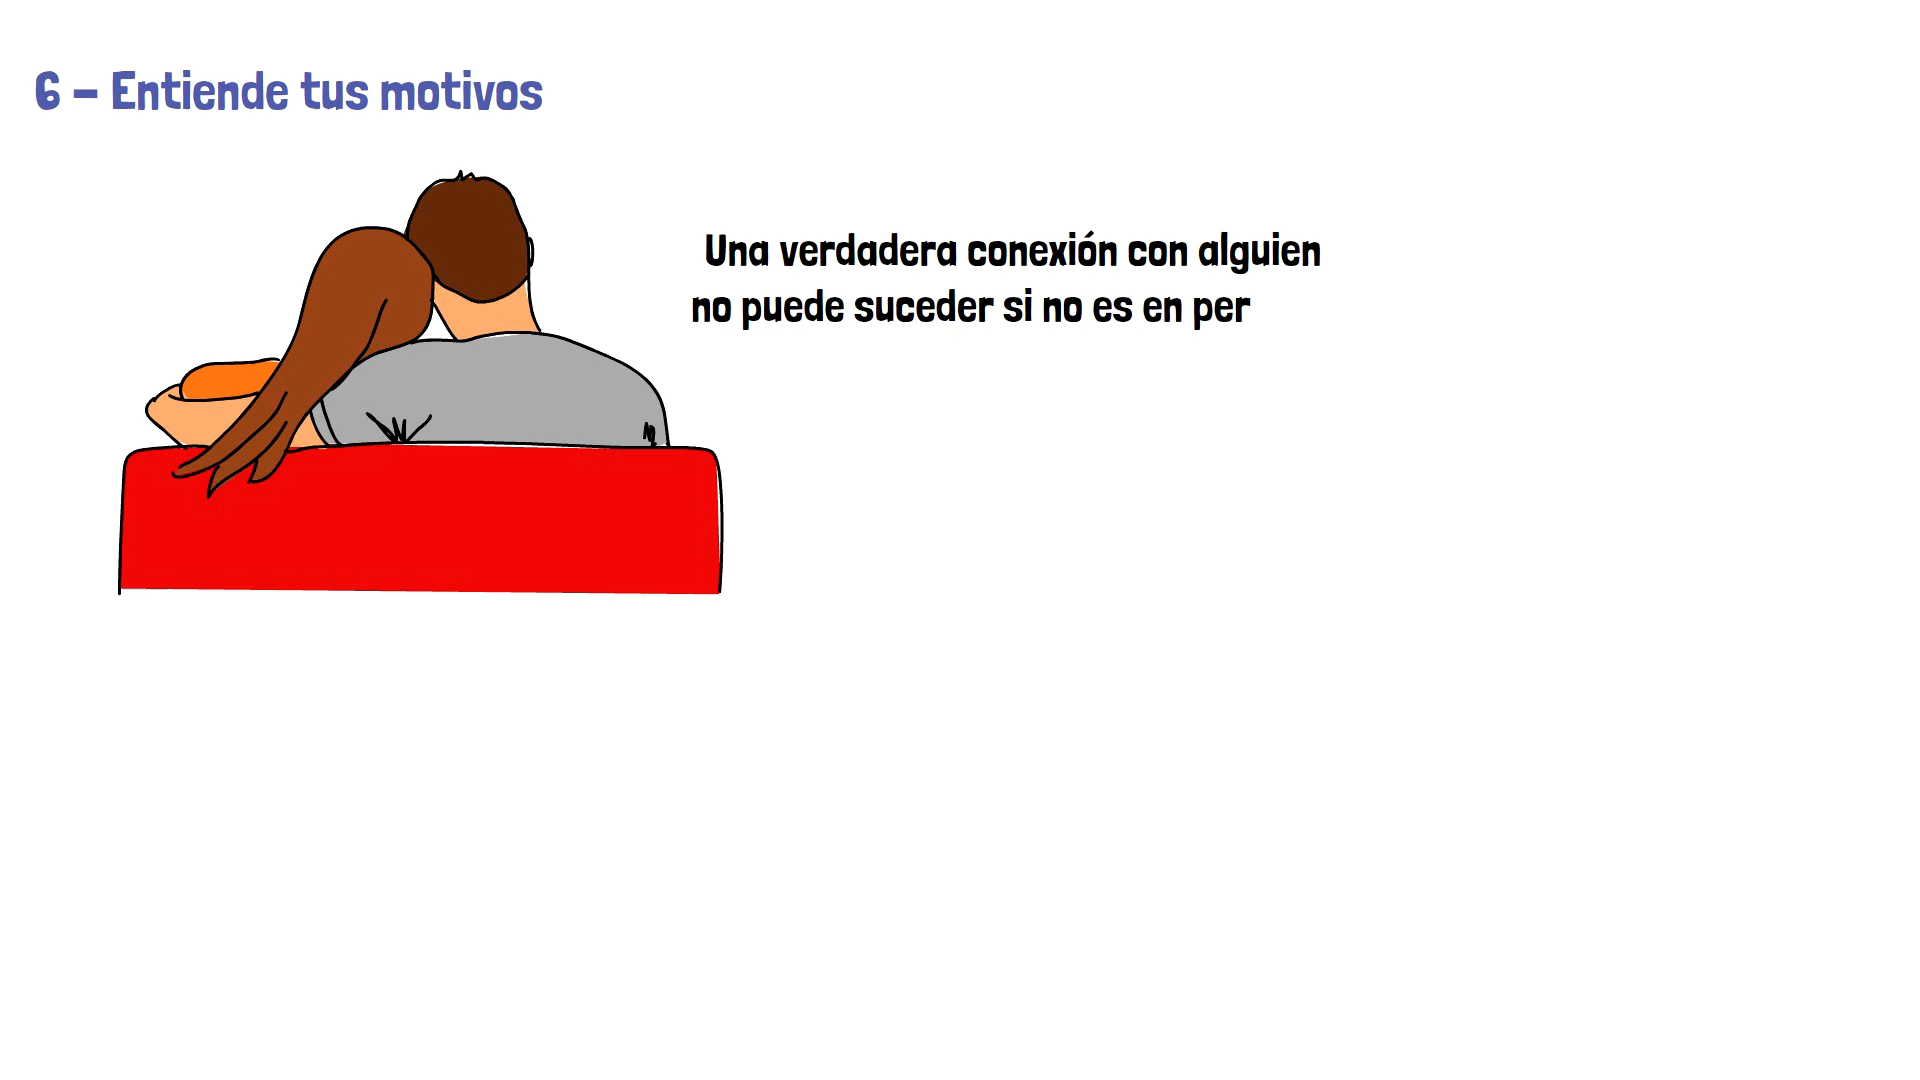 6 – Entiende tus motivos
Una verdadera conexión con alguien
no puede suceder si no es en per